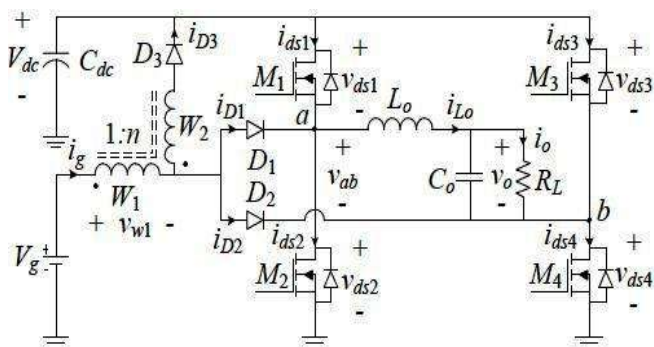 +
V_dc
-
C_dc
D_3
i_D3
i_ds1
M_1
+
v_ds1
-
i_ds3
M_3
+
v_ds3
-
1:n
W_2
i_D1
a
L_o
i_Lo
i_g
W_1
+ v_w1 -
D_1
D_2
+
v_ab
-
C_o
+
v_o
-
i_o
R_L
b
i_D2
i_ds2
i_ds4
V_g
+
-
M_2
+
v_ds2
-
M_4
+
v_ds4
-